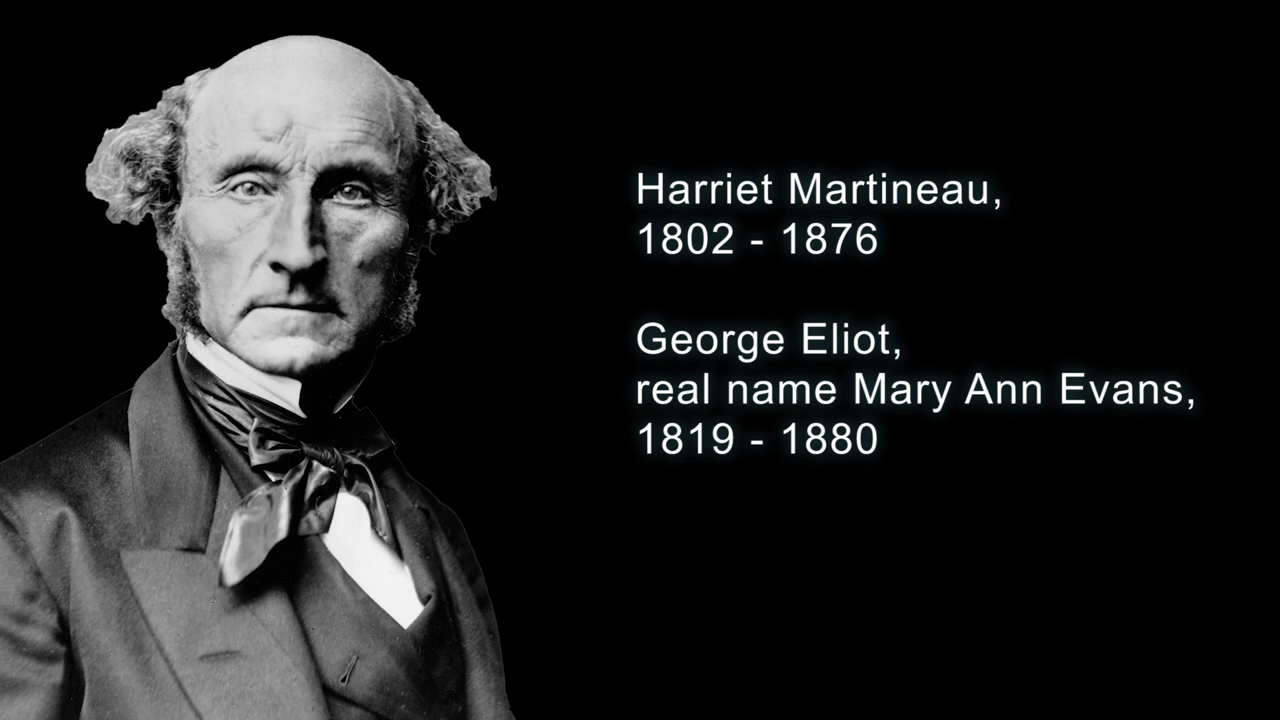 Harriet Martineau,
1802 - 1876
George Eliot,
real name Mary Ann Evans,
1819 - 1880